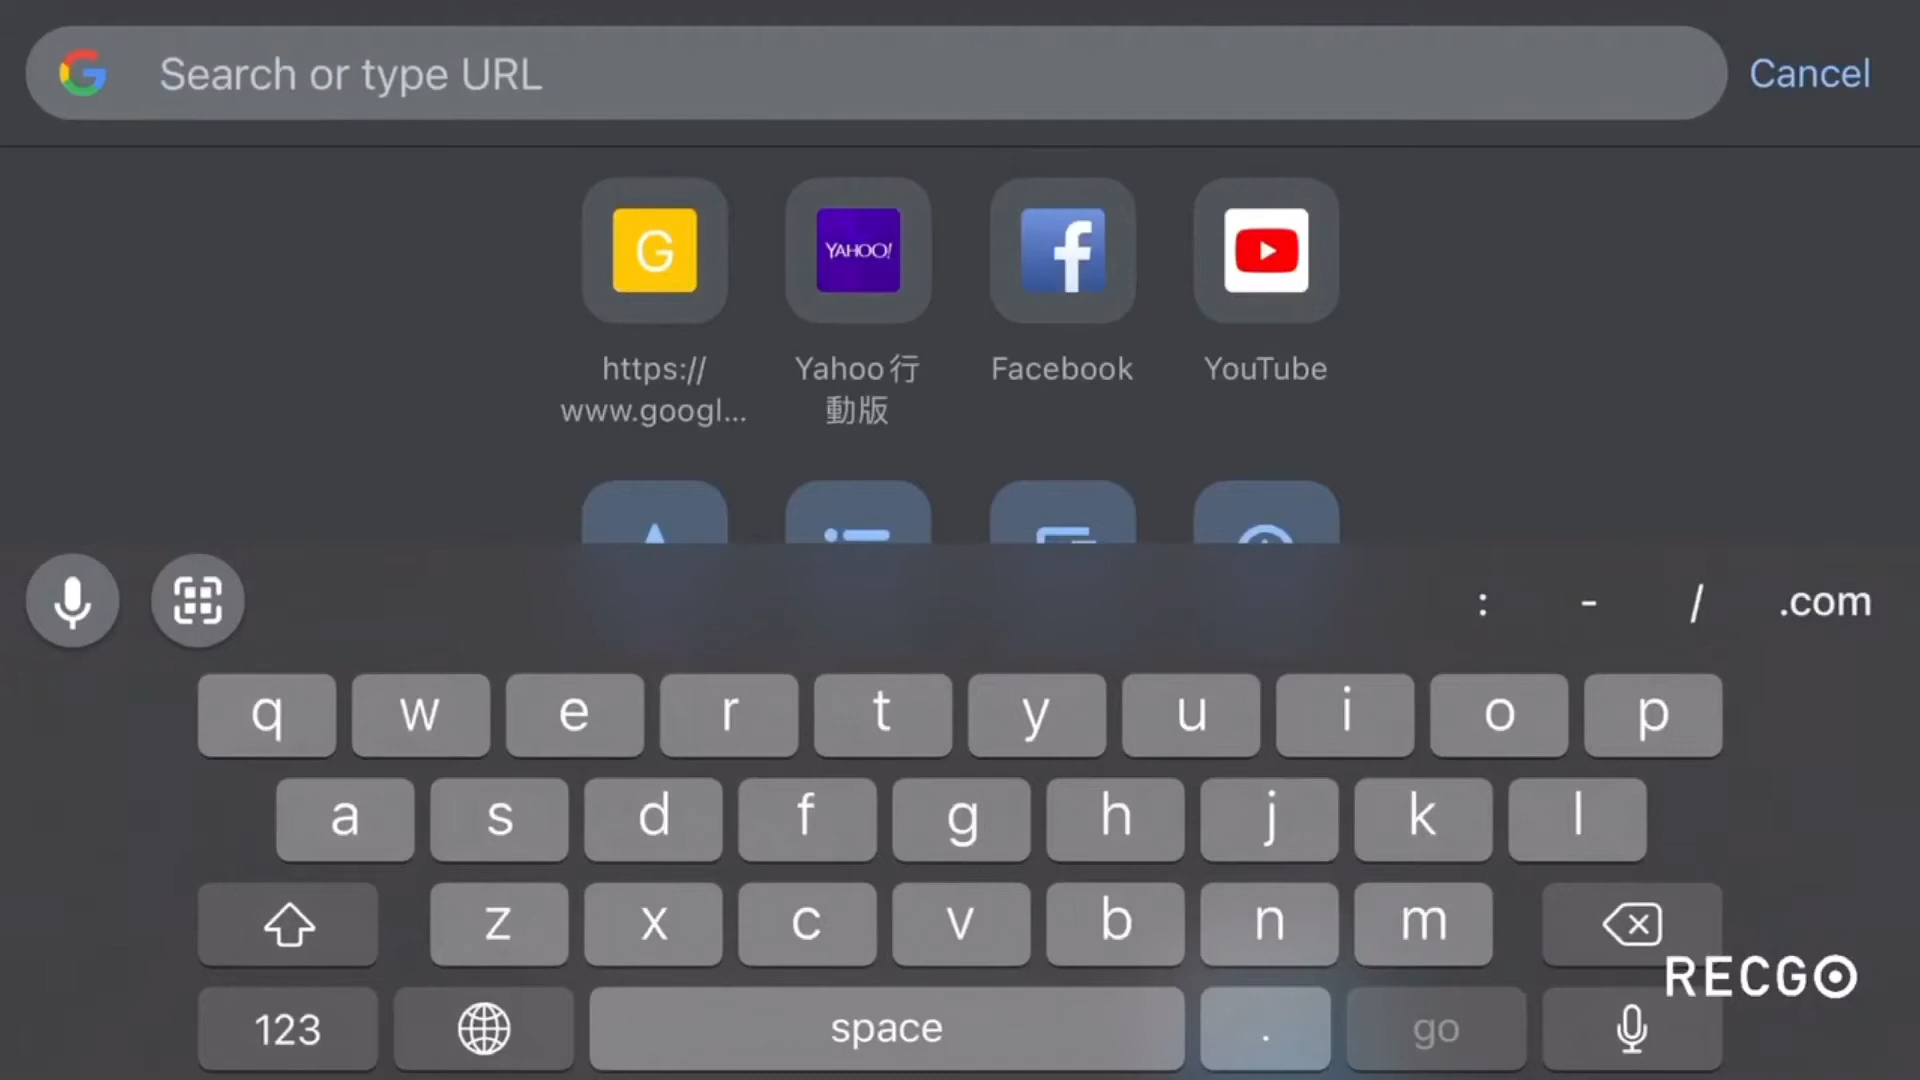 Search or type URL
Cancel
G
YAHOO!
f
https://
www.googl...
Yahoo行
動版
Facebook
YouTube
: - / .com
q w e r t y u i o p
a s d f g h j k l
z x c v b n m
RECGO
123
space
.
go